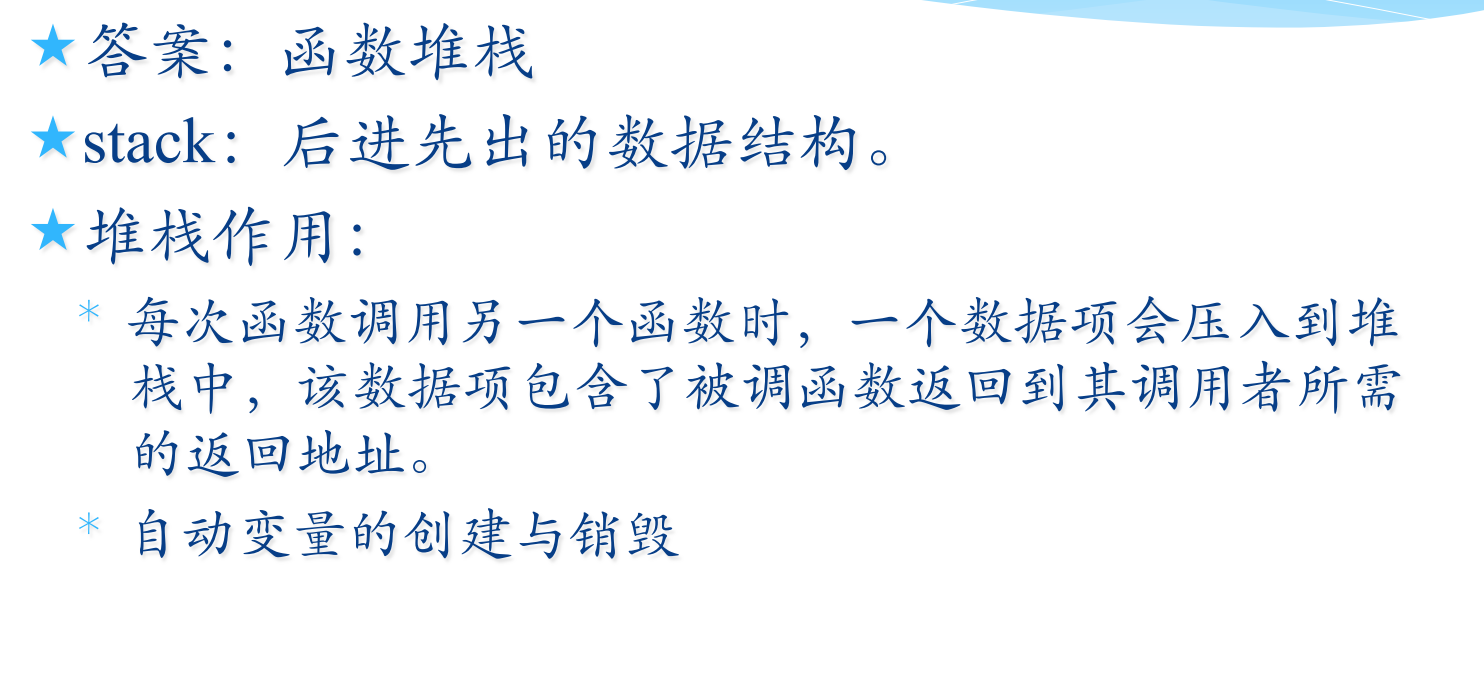 ★答案：函数堆栈
★stack：后进先出的数据结构。
★堆栈作用：
* 每次函数调用另一个函数时，一个数据项会压入到堆
栈中，该数据项包含了被调函数返回到其调用者所需
的返回地址。
* 自动变量的创建与销毁